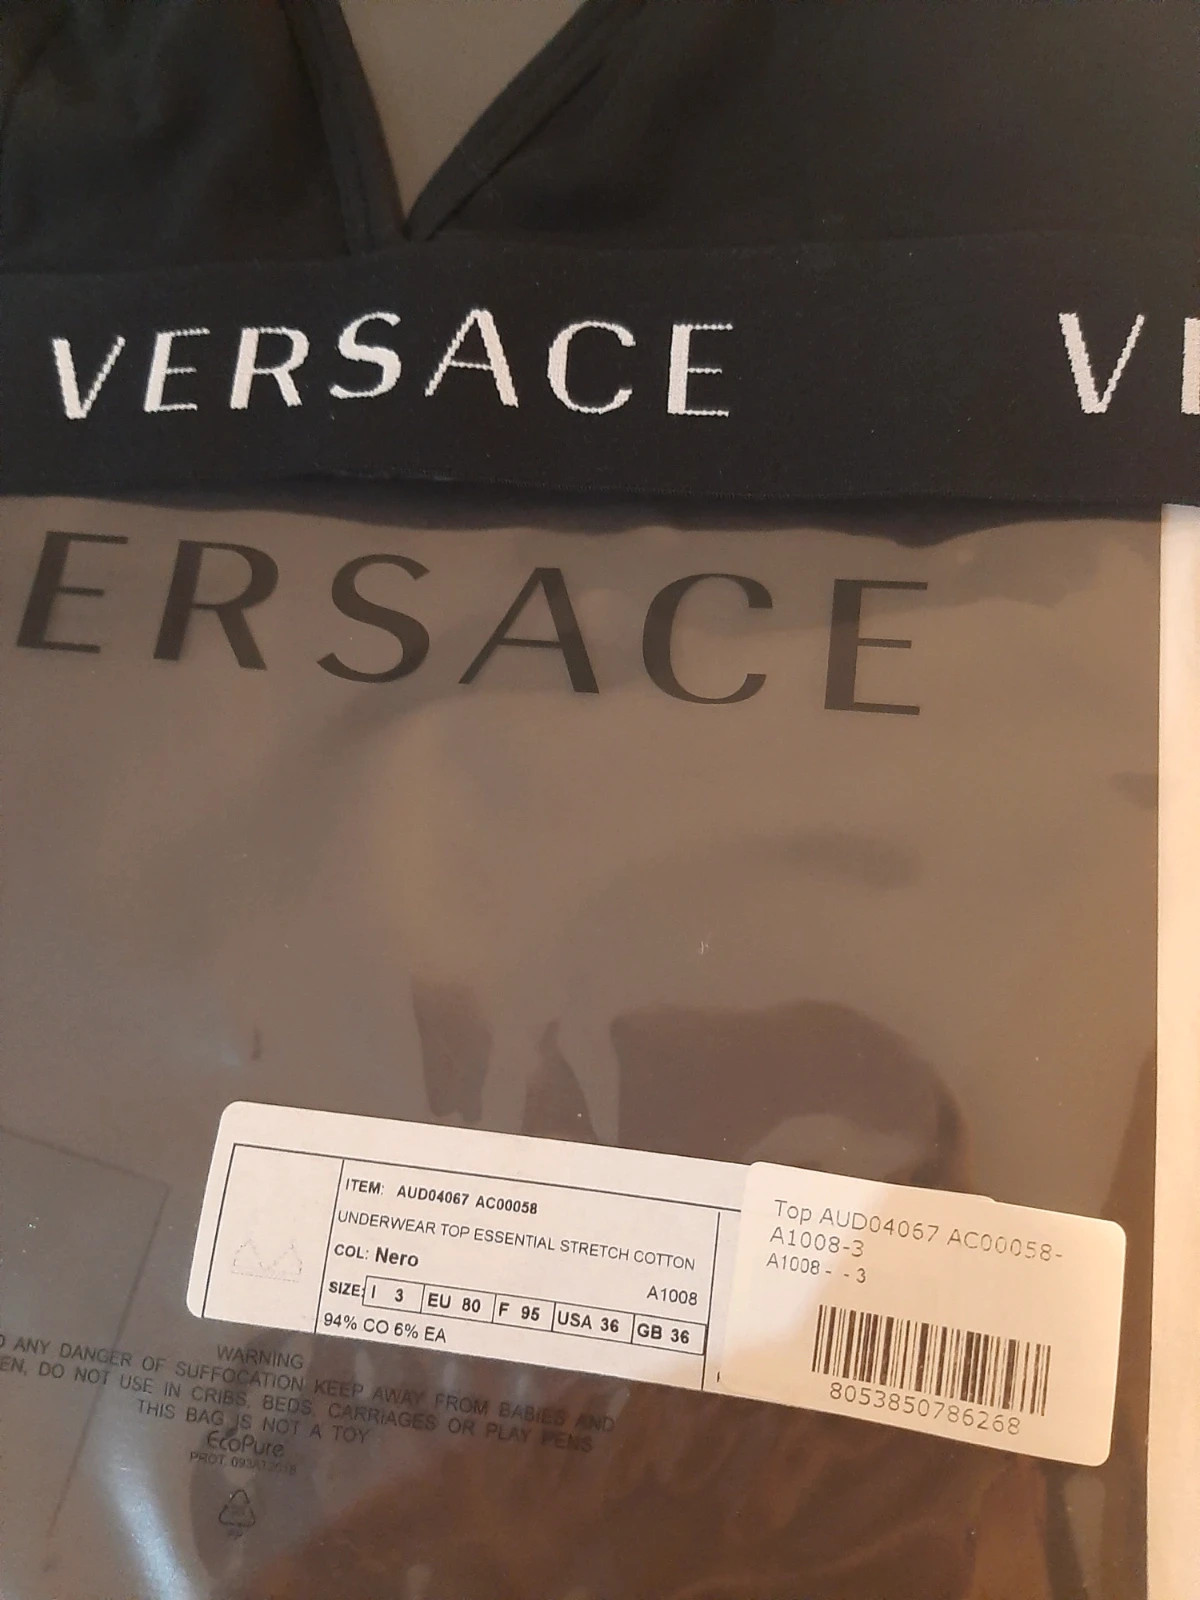 VERSACE
V
ERSACE
ITEM: AUD04067 AC00058
UNDERWEAR TOP ESSENTIAL STRETCH COTTON
COL: Nero
A1008
SIZE: I 3 EU 80 F 95 USA 36 GB 36
94% CO 6% EA
Top AUD04067 AC00058-
A1008-3
A1008- - 3
8053850786268
WARNING
ANY DANGER OF SUFFOCATION KEEP AWAY FROM BABIES AND
EN, DO NOT USE IN CRIBS, BEDS, CARRIAGES OR PLAY PENS
THIS BAG IS NOT A TOY
EcoPure
PROT.